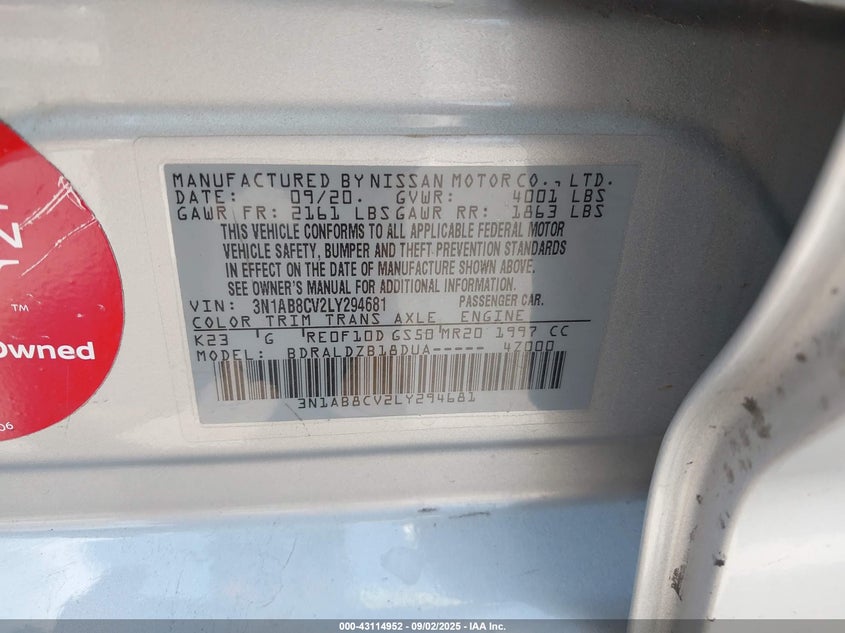 MANUFACTURED BY NISSAN MOTOR CO., LTD.
DATE: 09/20. GVWR: 4001 LBS
GAWR FR: 2161 LBS GAWR RR: 1863 LBS
THIS VEHICLE CONFORMS TO ALL APPLICABLE FEDERAL MOTOR
VEHICLE SAFETY, BUMPER AND THEFT PREVENTION STANDARDS
IN EFFECT ON THE DATE OF MANUFACTURE SHOWN ABOVE.
SEE OWNER'S MANUAL FOR ADDITIONAL INFORMATION.
VIN: 3N1AB8CV2LY294681 PASSENGER CAR.
COLOR TRIM TRANS AXLE ENGINE
K23 G RE0F10D GS50 MR20 1997 CC
MODEL: BDRALDZB18DUA----- 47000
3N1AB8CV2LY294681
TM
Owned
06
000-43114952 - 09/02/2025 - IAA Inc.